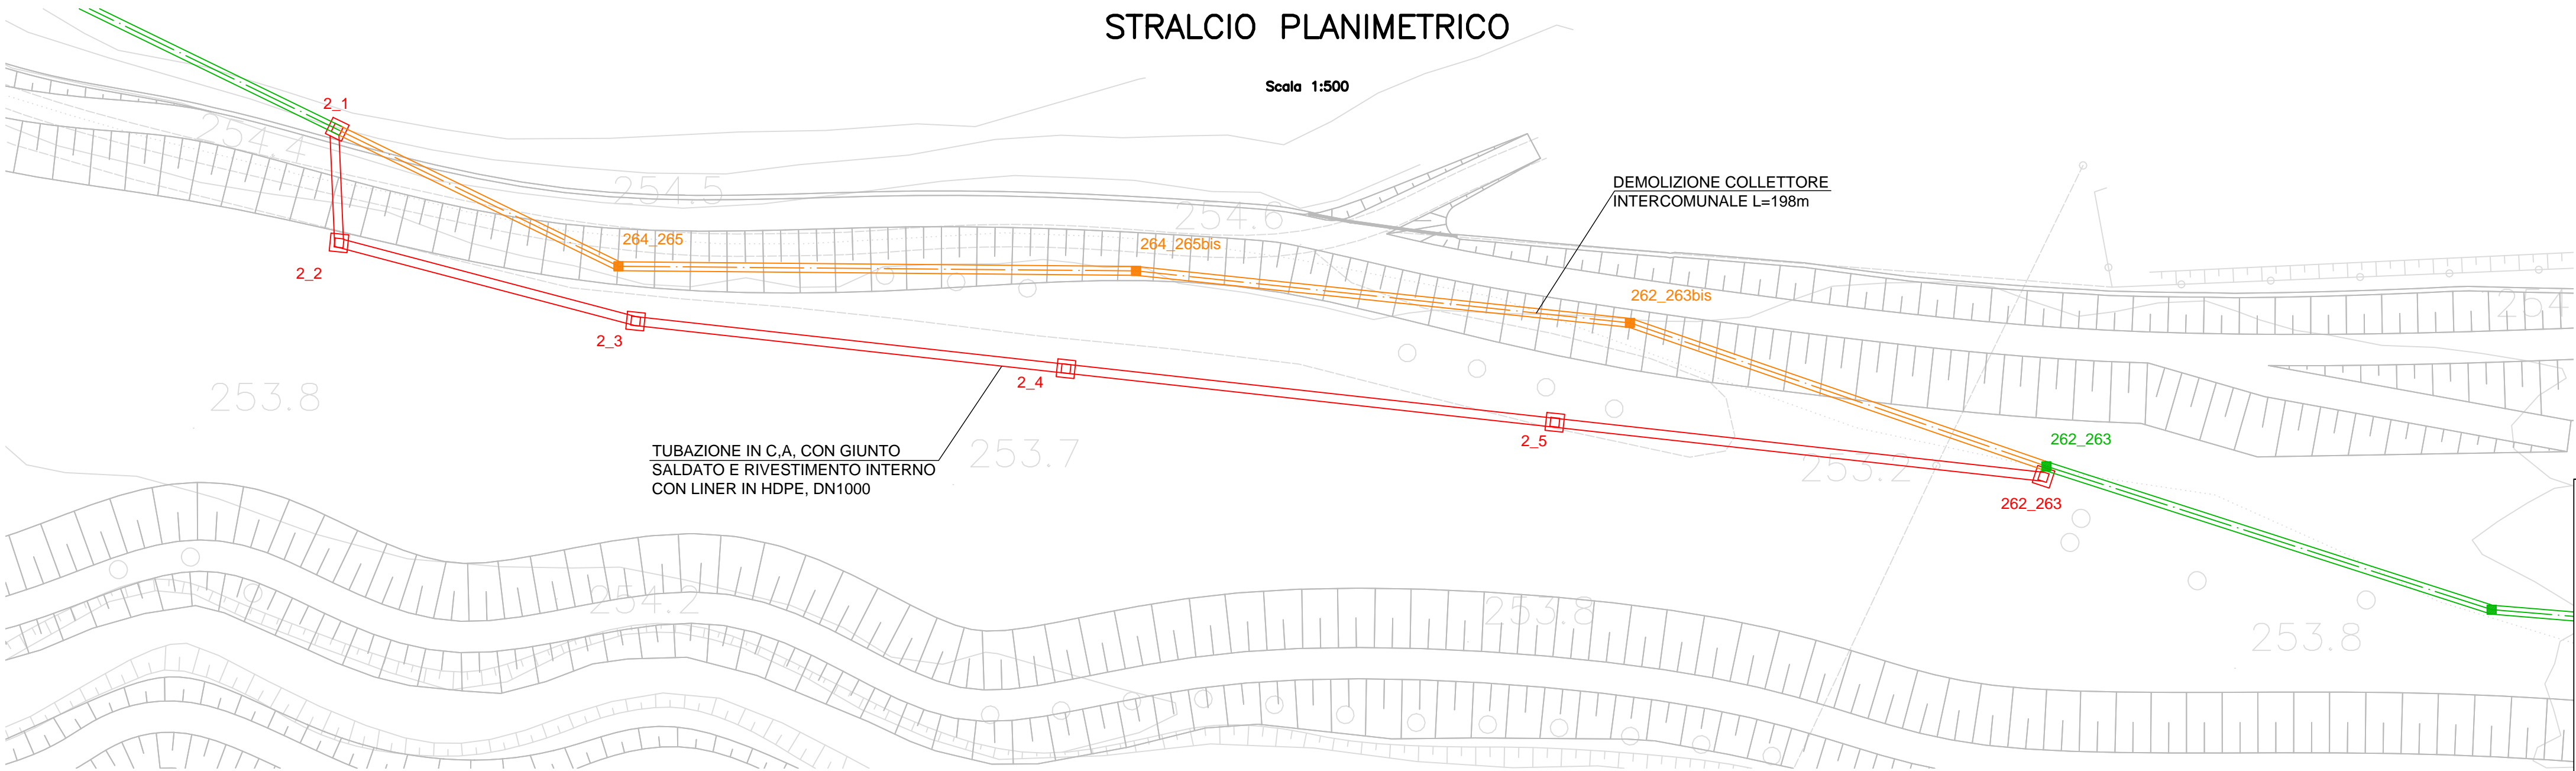 STRALCIO PLANIMETRICO
Scala 1:500
2_1
254.4
254.5
254.6
DEMOLIZIONE COLLETTORE
INTERCOMUNALE L=198m
264_265
264_265bis
2_2
262_263bis
254
2_3
2_4
253.8
2_5
262_263
TUBAZIONE IN C,A, CON GIUNTO
SALDATO E RIVESTIMENTO INTERNO
CON LINER IN HDPE, DN1000
253.7
253.2
262_263
254.2
253.8
253.8